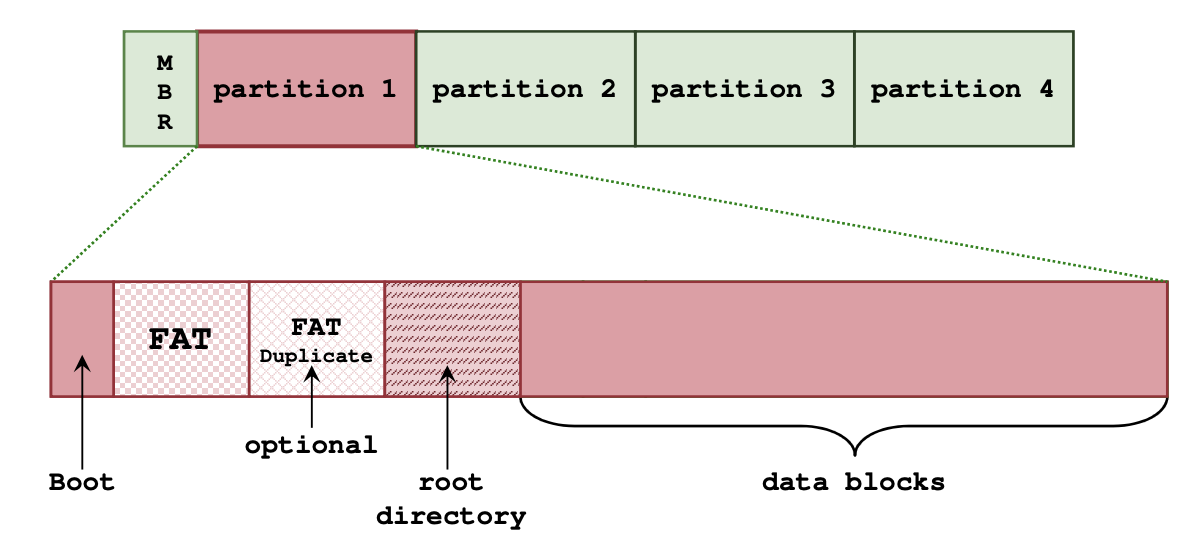 M
B
R
partition 1
partition 2
partition 3
partition 4
FAT
FAT
Duplicate
optional
Boot
root
directory
data blocks